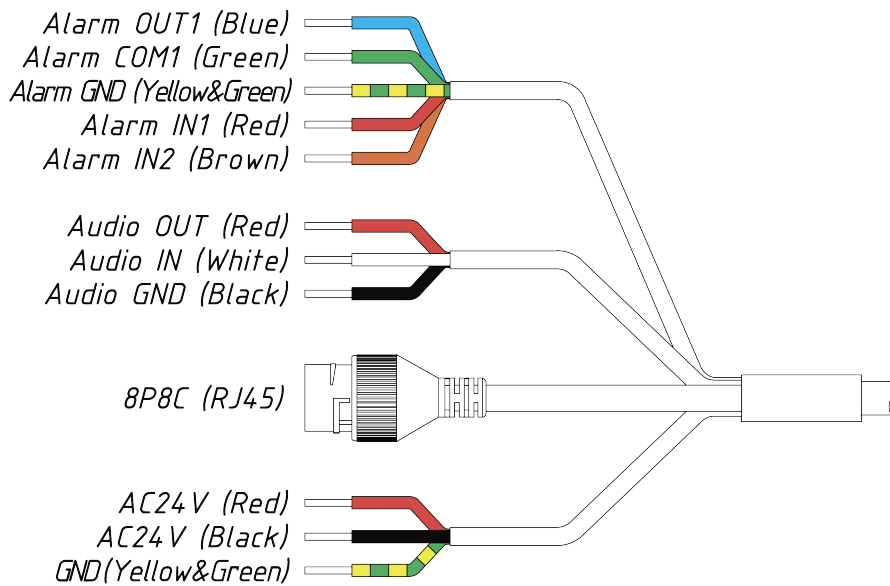 Alarm OUT1 (Blue)
Alarm COM1 (Green)
Alarm GND (Yellow&Green)
Alarm IN1 (Red)
Alarm IN2 (Brown)
Audio OUT (Red)
Audio IN (White)
Audio GND (Black)
8P8C (RJ45)
AC24V (Red)
AC24V (Black)
GND(Yellow&Green)